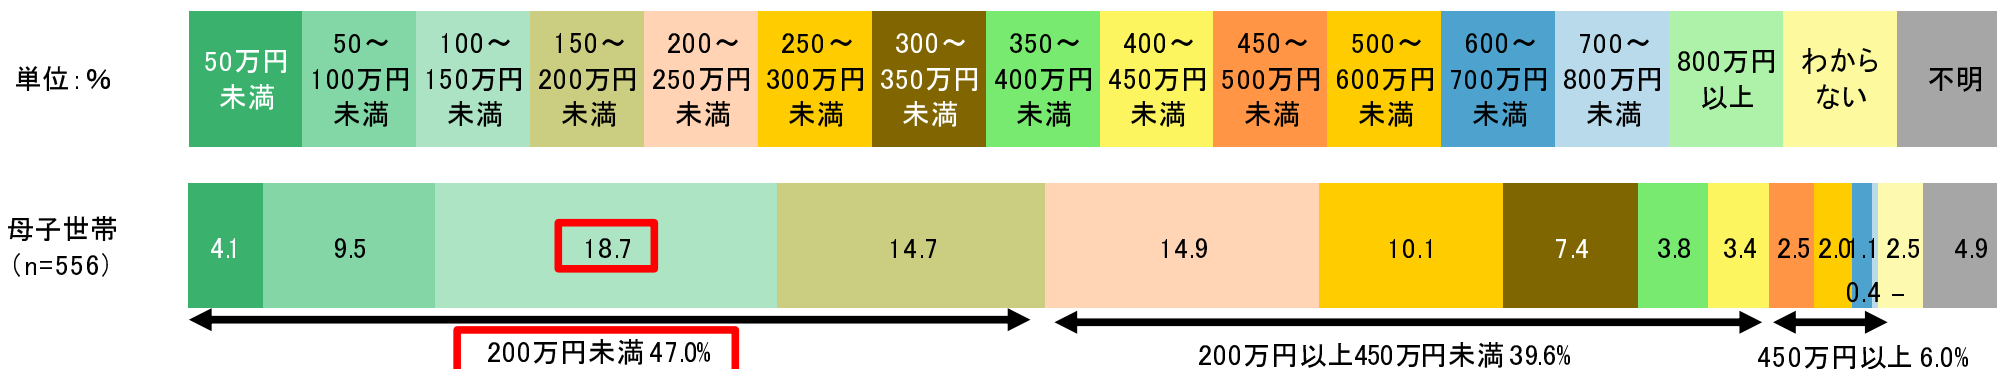 単位:%
50万円
未満
50～
100万円
未満
100～
150万円
未満
150～
200万円
未満
200～
250万円
未満
250～
300万円
未満
300～
350万円
未満
350～
400万円
未満
400～
450万円
未満
450～
500万円
未満
500～
600万円
未満
600～
700万円
未満
700～
800万円
未満
800万円
以上
わから
ない
不明
母子世帯
（n=556）
4.1
9.5
18.7
14.7
14.9
10.1
7.4
3.8
3.4
2.5
2.0
1.1
0.4
–
2.5
4.9
200万円未満 47.0%
200万円以上450万円未満 39.6%
450万円以上 6.0%